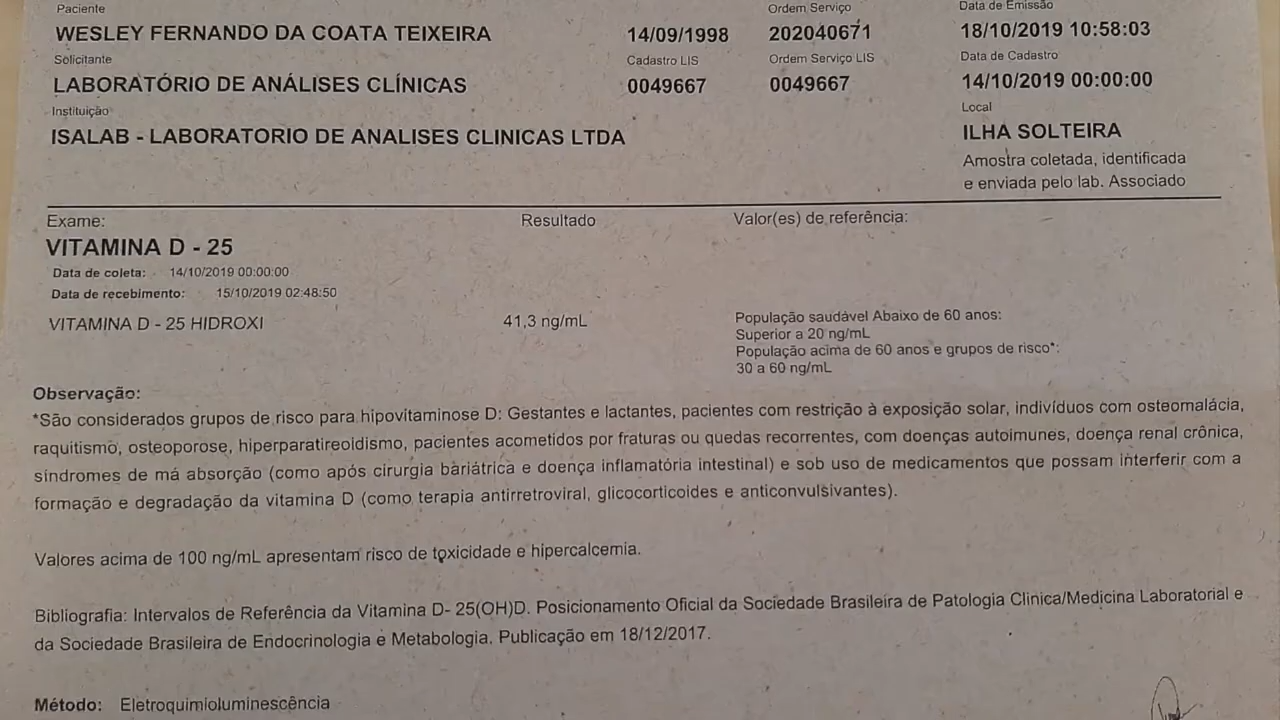 Paciente Ordem Serviço Data de Emissão
WESLEY FERNANDO DA COATA TEIXEIRA 14/09/1998 202040671 18/10/2019 10:58:03
Solicitante Cadastro LIS Ordem Serviço LIS Data de Cadastro
LABORATÓRIO DE ANÁLISES CLÍNICAS 0049667 0049667 14/10/2019 00:00:00
Instituição Local
ISALAB - LABORATORIO DE ANALISES CLINICAS LTDA ILHA SOLTEIRA
Amostra coletada, identificada
e enviada pelo lab. Associado
Exame: Resultado Valor(es) de referência:
VITAMINA D - 25
Data de coleta: 14/10/2019 00:00:00
Data de recebimento: 15/10/2019 02:48:50
VITAMINA D - 25 HIDROXI 41,3 ng/mL População saudável Abaixo de 60 anos:
Superior a 20 ng/mL
População acima de 60 anos e grupos de risco*:
30 a 60 ng/mL
Observação:
*São considerados grupos de risco para hipovitaminose D: Gestantes e lactantes, pacientes com restrição à exposição solar, indivíduos com osteomalácia,
raquitismo, osteoporose, hiperparatireoidismo, pacientes acometidos por fraturas ou quedas recorrentes, com doenças autoimunes, doença renal crônica,
síndromes de má absorção (como após cirurgia bariátrica e doença inflamatória intestinal) e sob uso de medicamentos que possam interferir com a
formação e degradação da vitamina D (como terapia antirretroviral, glicocorticoides e anticonvulsivantes).
Valores acima de 100 ng/mL apresentam risco de toxicidade e hipercalcemia.
Bibliografia: Intervalos de Referência da Vitamina D- 25(OH)D. Posicionamento Oficial da Sociedade Brasileira de Patologia Clinica/Medicina Laboratorial e
da Sociedade Brasileira de Endocrinologia e Metabologia. Publicação em 18/12/2017.
Método: Eletroquimioluminescência